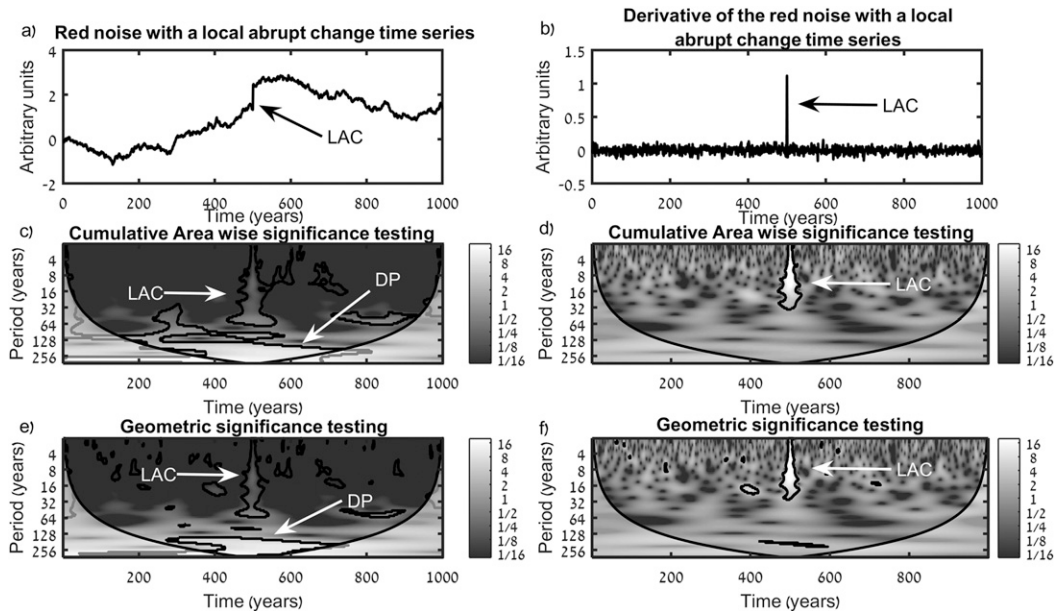 a) Red noise with a local abrupt change time series
4
2
0
-2
Arbitrary units
LAC
0 200 400 600 800 1000
Time (years)
b) Derivative of the red noise with a local
abrupt change time series
1.5
1
0.5
0
-0.5
Arbitrary units
LAC
0 200 400 600 800 1000
Time (years)
c) Cumulative Area wise significance testing
4
8
16
32
64
128
256
Period (years)
LAC
DP
16
8
4
2
1
1/2
1/4
1/8
1/16
200 400 600 800 1000
Time (years)
d) Cumulative Area wise significance testing
4
8
16
32
64
128
256
Period (years)
LAC
16
8
4
2
1
1/2
1/4
1/8
1/16
200 400 600 800
Time (years)
e) Geometric significance testing
4
8
16
32
64
128
256
Period (years)
LAC
DP
16
8
4
2
1
1/2
1/4
1/8
1/16
200 400 600 800 1000
Time (years)
f) Geometric significance testing
4
8
16
32
64
128
256
Period (years)
LAC
16
8
4
2
1
1/2
1/4
1/8
1/16
200 400 600 800
Time (years)